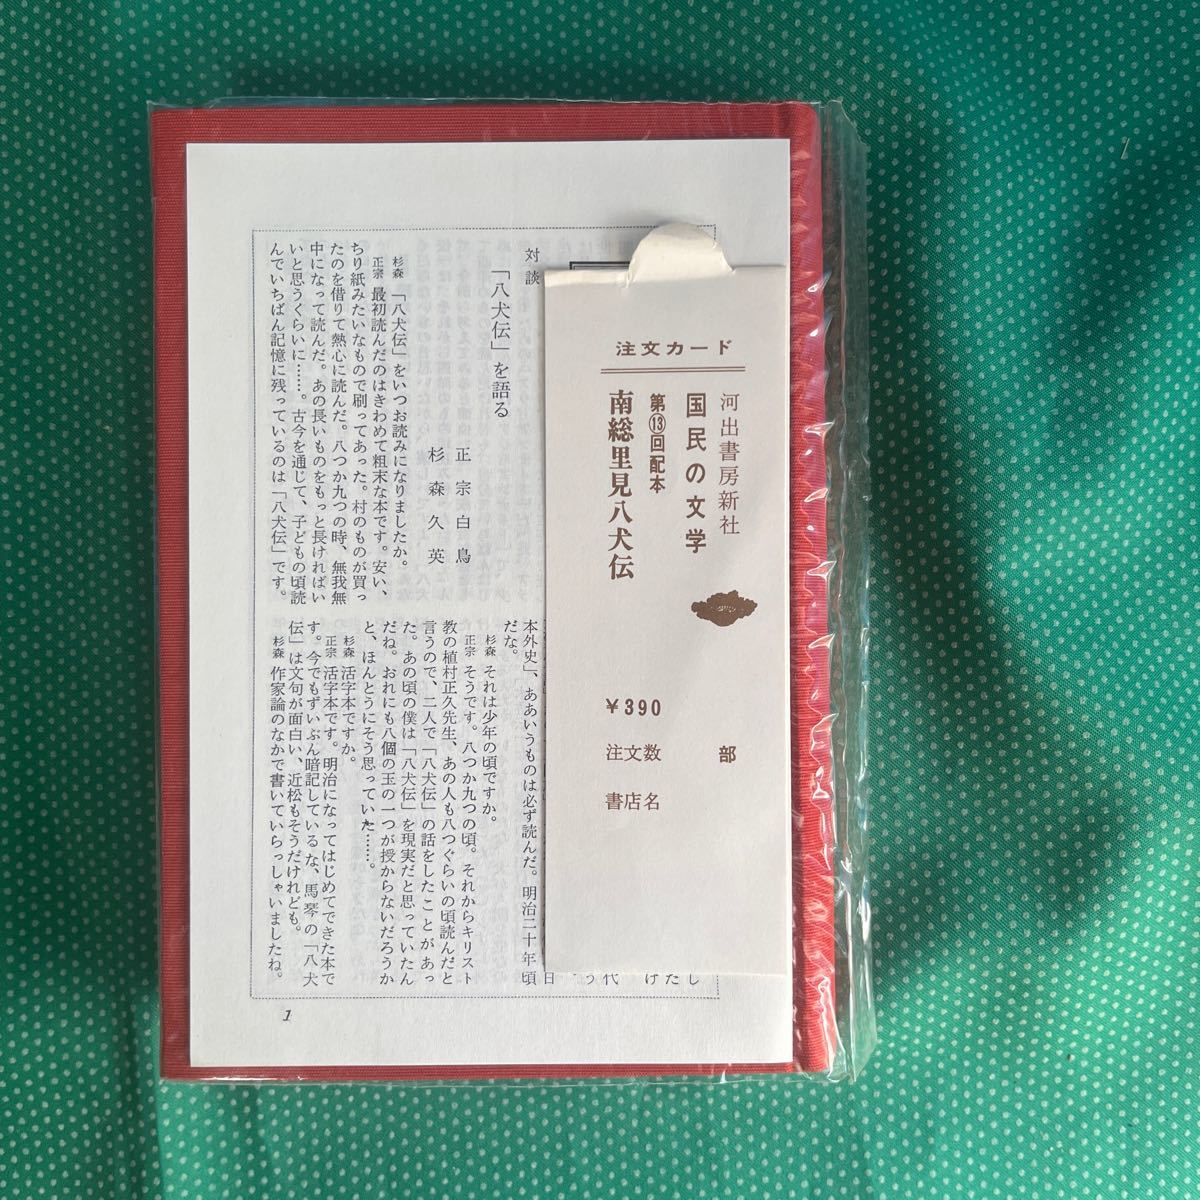 注文カード
河出書房新社
国民の文学
第⑬回配本
南総里見八犬伝
¥390
注文数 部
書店名
対談
「八犬伝」を語る
正宗白鳥
杉森久英
杉森 「八犬伝」をいつお読みになりましたか。
正宗 最初読んだのはきわめて粗末な本です。安い、
ちり紙みたいなもので刷ってあった。村のものが買っ
たのを借りて熱心に読んだ。八つか九つの時、無我無
中になって読んだ。あの長いものをもっと長ければい
いと思うくらいに……。古今を通じて、子どもの頃読
んでいちばん記憶に残っているのは「八犬伝」です。
本外史」、ああいうものは必ず読んだ。明治二十年頃
だな。
杉森 それは少年の頃ですか。
正宗 そうです。八つか九つの頃。それからキリスト
教の植村正久先生、あの人も八つぐらいの頃読んだと
言うので、二人で「八犬伝」の話をしたことがあっ
た。あの頃の僕は「八犬伝」を現実だと思っていたん
だね。おれにも八個の玉の一つが授からないだろうか
と、ほんとうにそう思っていた……。
杉森 活字本ですか。
正宗 活字本です。明治になってはじめてできた本で
す。今でもずいぶん暗記しているな、馬琴の「八犬
伝」は文句が面白い、近松もそうだけれども。
杉森 作家論のなかで書いていらっしゃいましたね。
1